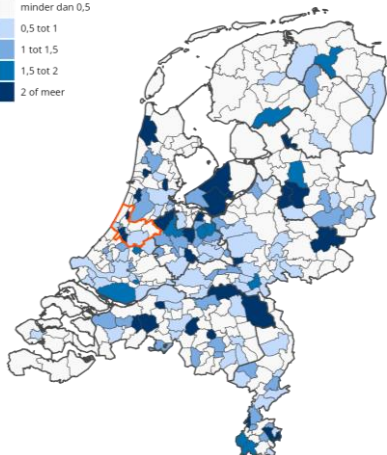 minder dan 0,5
0,5 tot 1
1 tot 1,5
1,5 tot 2
2 of meer